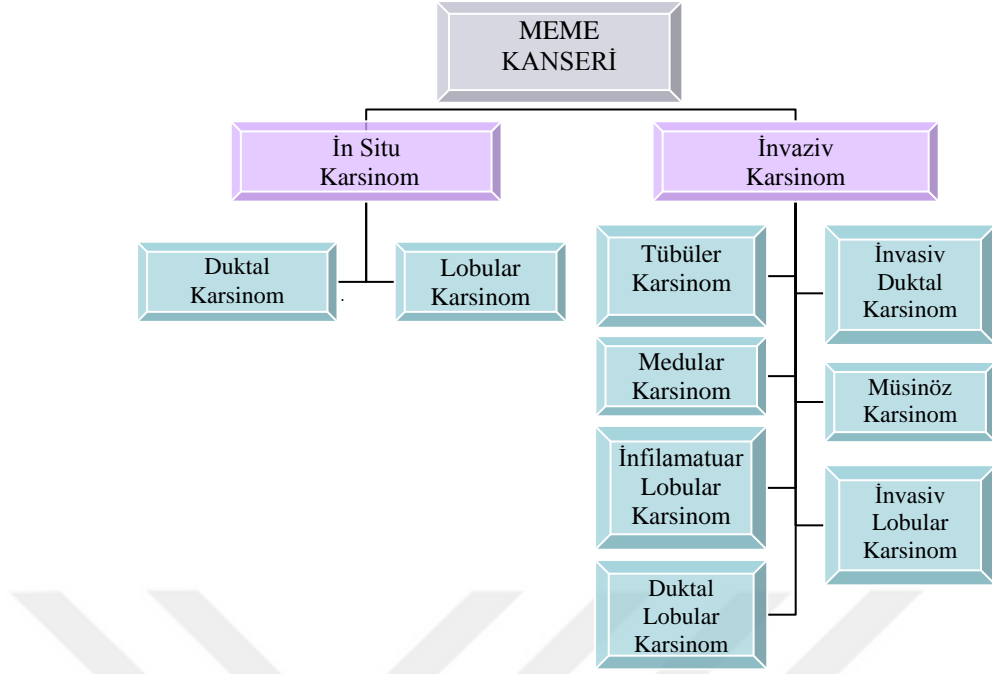 MEME
KANSERİ
İn Situ
Karsinom
İnvaziv
Karsinom
Duktal
Karsinom
Lobular
Karsinom
.
Tübüler
Karsinom
İnvasiv
Duktal
Karsinom
Medular
Karsinom
Müsinöz
Karsinom
İnfilamatuar
Lobular
Karsinom
İnvasiv
Lobular
Karsinom
Duktal
Lobular
Karsinom